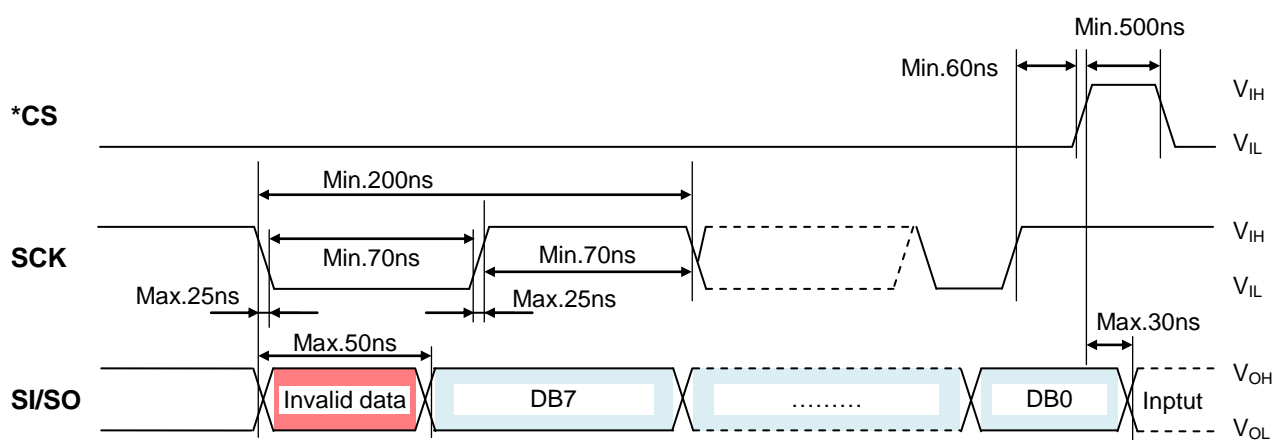 Min.500ns
Min.60ns
*CS
VIH
VIL
Min.200ns
SCK
Min.70ns
Min.70ns
VIH
VIL
Max.25ns
Max.25ns
Max.30ns
Max.50ns
SI/SO
Invalid data
DB7
.........
DB0
Inptut
VOH
VOL